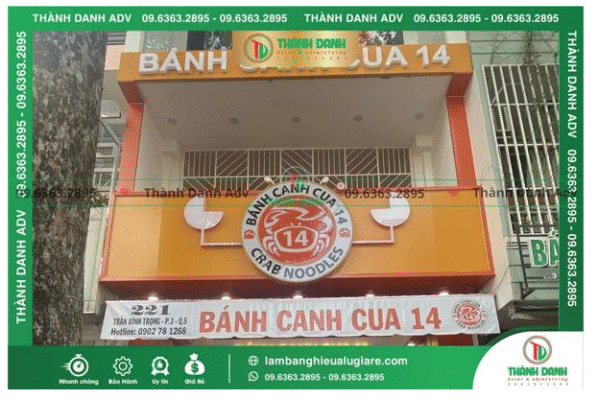 THÀNH DANH ADV 09.6363.2895 - 09.6363.2895 THÀNH DANH ADV 09.6363.2895 - 09.6363.2895
THÀNH DANH
BÁNH CANH CUA 14
THÀNH DANH ADV 09.6363.2895 - 09.6363.2895
THÀNH DANH ADV 09.6363.2895 - 09.6363.2895
Thành Danh Adv 09.6363.2895
Thành Danh Adv 09.6363.2895
BÁNH CANH CUA 14
14
CRAB NOODLES
221
TRẦN BÌNH TRỌNG - P.3 - Q.5
Hotline: 0902 78 1268
BÁNH CANH CUA 14
14
Nhanh chóng
Bảo Hành
Uy tín
Giá Rẻ
lambanghieualugiare.com
09.6363.2895 - 09.6363.2895
THÀNH DANH